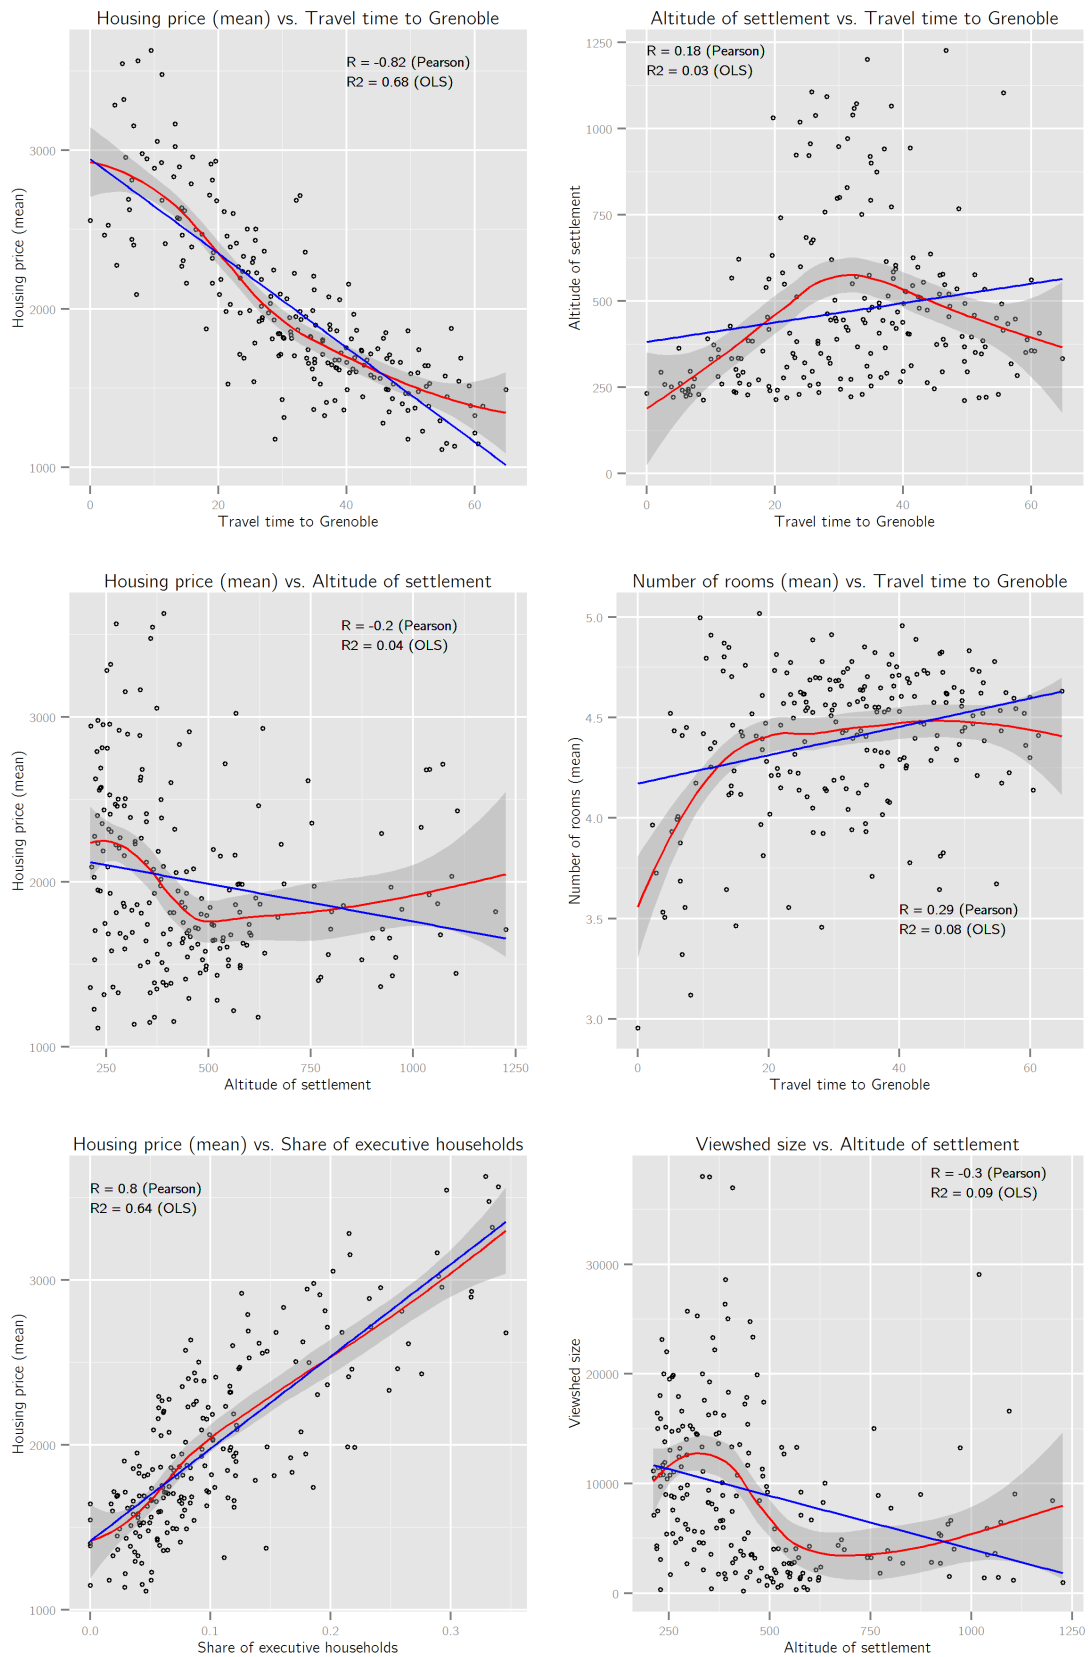 Housing price (mean) vs. Travel time to Grenoble
R = -0.82 (Pearson)
R2 = 0.68 (OLS)
Housing price (mean)
3000
2000
1000
0 20 40 60
Travel time to Grenoble
Altitude of settlement vs. Travel time to Grenoble
R = 0.18 (Pearson)
R2 = 0.03 (OLS)
Altitude of settlement
1250
1000
750
500
250
0
0 20 40 60
Travel time to Grenoble
Housing price (mean) vs. Altitude of settlement
R = -0.2 (Pearson)
R2 = 0.04 (OLS)
Housing price (mean)
3000
2000
1000
250 500 750 1000 1250
Altitude of settlement
Number of rooms (mean) vs. Travel time to Grenoble
Number of rooms (mean)
5.0
4.5
4.0
3.5
3.0
R = 0.29 (Pearson)
R2 = 0.08 (OLS)
0 20 40 60
Travel time to Grenoble
Housing price (mean) vs. Share of executive households
R = 0.8 (Pearson)
R2 = 0.64 (OLS)
Housing price (mean)
3000
2000
1000
0.0 0.1 0.2 0.3
Share of executive households
Viewshed size vs. Altitude of settlement
R = -0.3 (Pearson)
R2 = 0.09 (OLS)
Viewshed size
30000
20000
10000
0
250 500 750 1000 1250
Altitude of settlement